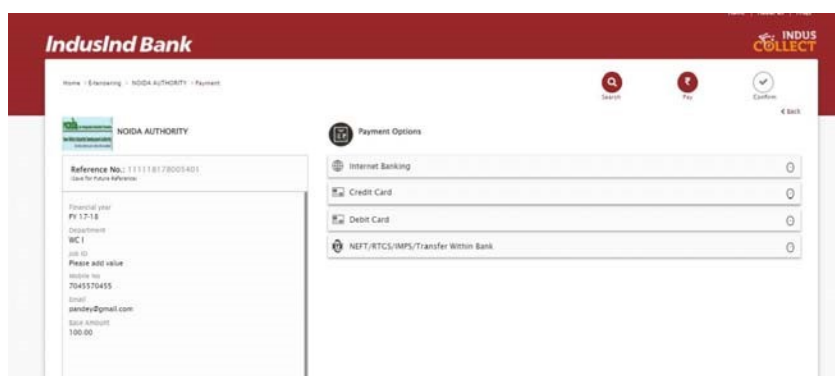 IndusInd Bank
INDUS
COLLECT
Home > E-tendering > NOIDA AUTHORITY > Payment
Search
Pay
Confirm
< Back
NOIDA AUTHORITY
Reference No.: 111118178005401
(Save for Future Reference)
Financial year
FY 17-18
Department
WC I
Job ID
Please add value
Mobile No
7045570455
Email
pandey@gmail.com
Base Amount
100.00
Payment Options
Internet Banking
Credit Card
Debit Card
NEFT/RTGS/IMPS/Transfer Within Bank